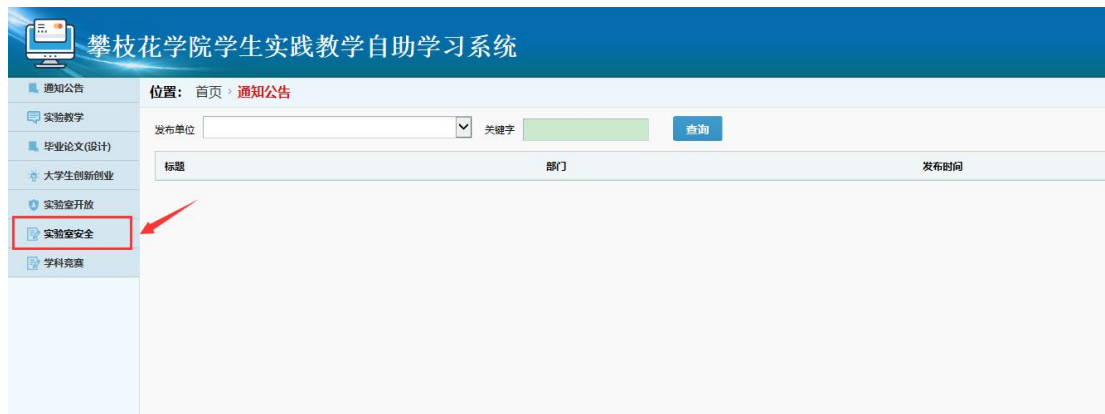 攀枝花学院学生实践教学自助学习系统
通知公告
实验教学
毕业论文(设计)
大学生创新创业
实验室开放
实验室安全
学科竞赛
位置： 首页 > 通知公告
发布单位 关键字 查询
标题 部门 发布时间